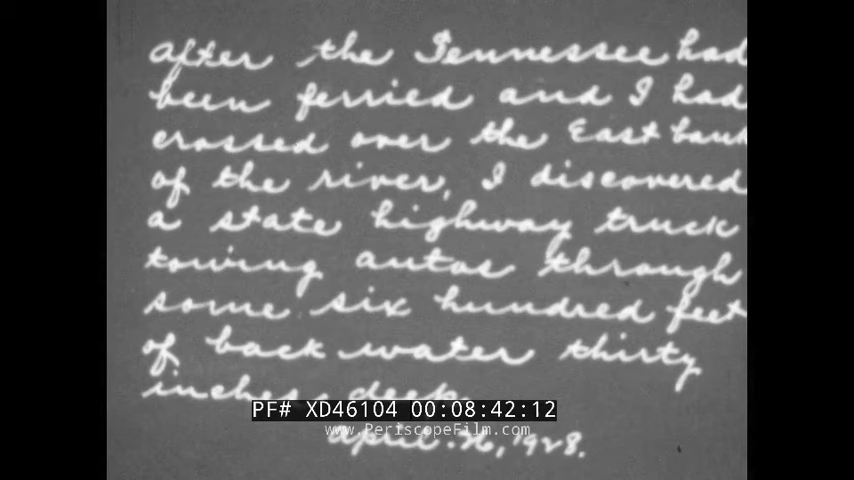 After the Tennessee had
been ferried and I had
crossed over the East bank
of the river, I discovered
a state highway truck
towing autos through
some six hundred feet
of back water thirty
inches deep.
PF# XD46104 00:08:42:12
www.PeriscopeFilm.com
April 26, 1928.